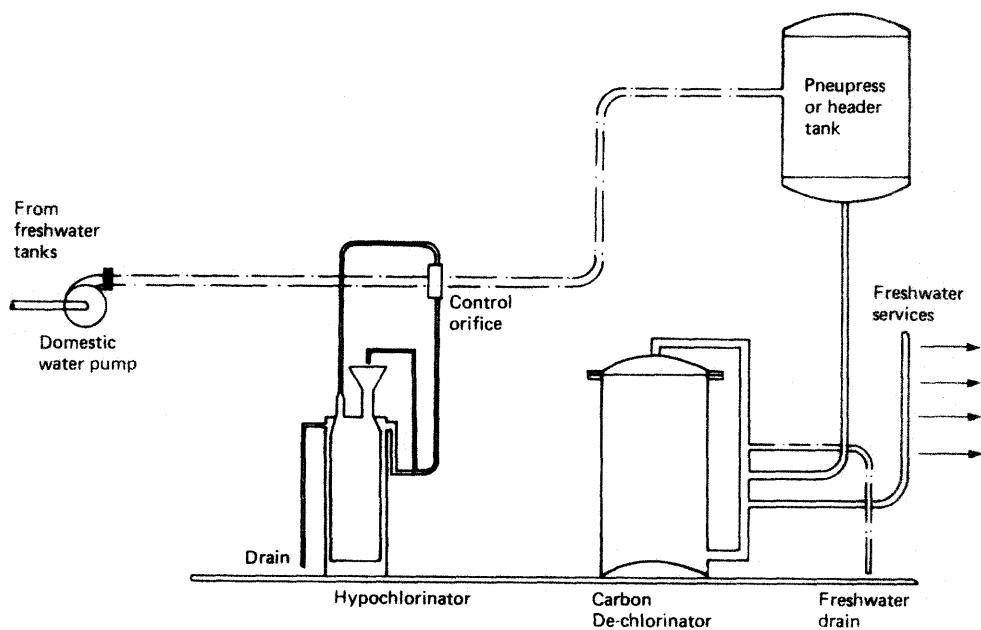 Pneupress
or header
tank
From
freshwater
tanks
Control
orifice
Freshwater
services
Domestic
water pump
Drain
Hypochlorinator
Carbon
De-chlorinator
Freshwater
drain